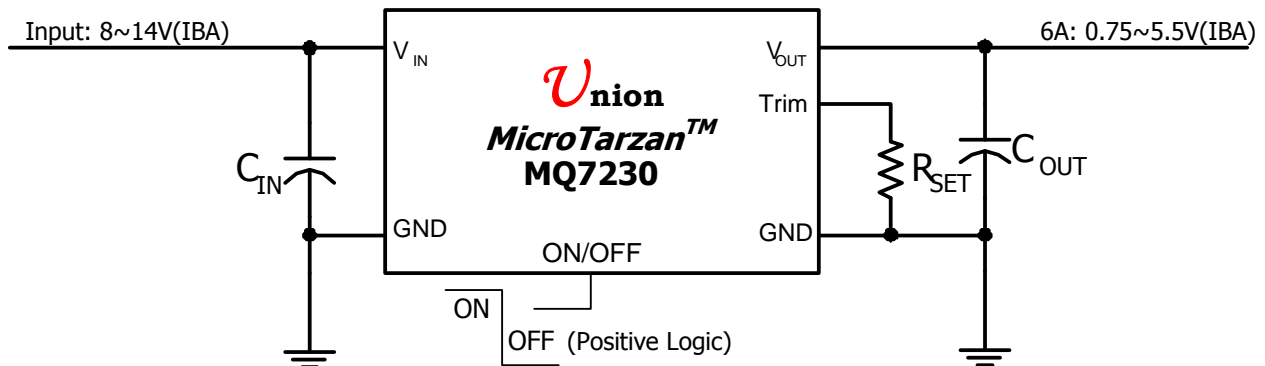 Input: 8~14V(IBA)
6A: 0.75~5.5V(IBA)
VIN
VOUT
Union
Trim
MicroTarzanTM
MQ7230
CIN
RSET
COUT
GND
GND
ON/OFF
ON
OFF (Positive Logic)